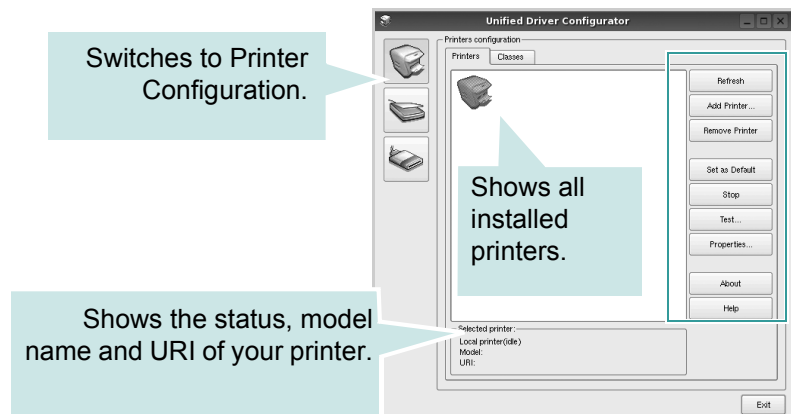 Unified Driver Configurator
Switches to Printer
Configuration.
Printers configuration
Printers
Classes
Refresh
Add Printer...
Remove Printer
Set as Default
Stop
Test...
Properties...
About
Help
Shows all
installed
printers.
Shows the status, model
name and URI of your printer.
Selected printer:
Local printer(idle)
Model:
URI:
Exit